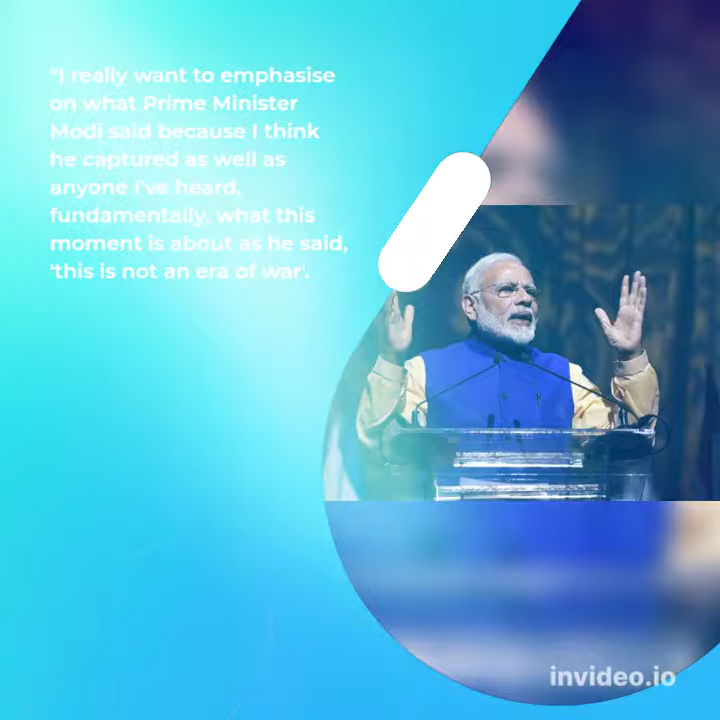 "I really want to emphasise
on what Prime Minister
Modi said because I think
he captured as well as
anyone I've heard,
fundamentally, what this
moment is about as he said,
'this is not an era of war'.
invideo.io